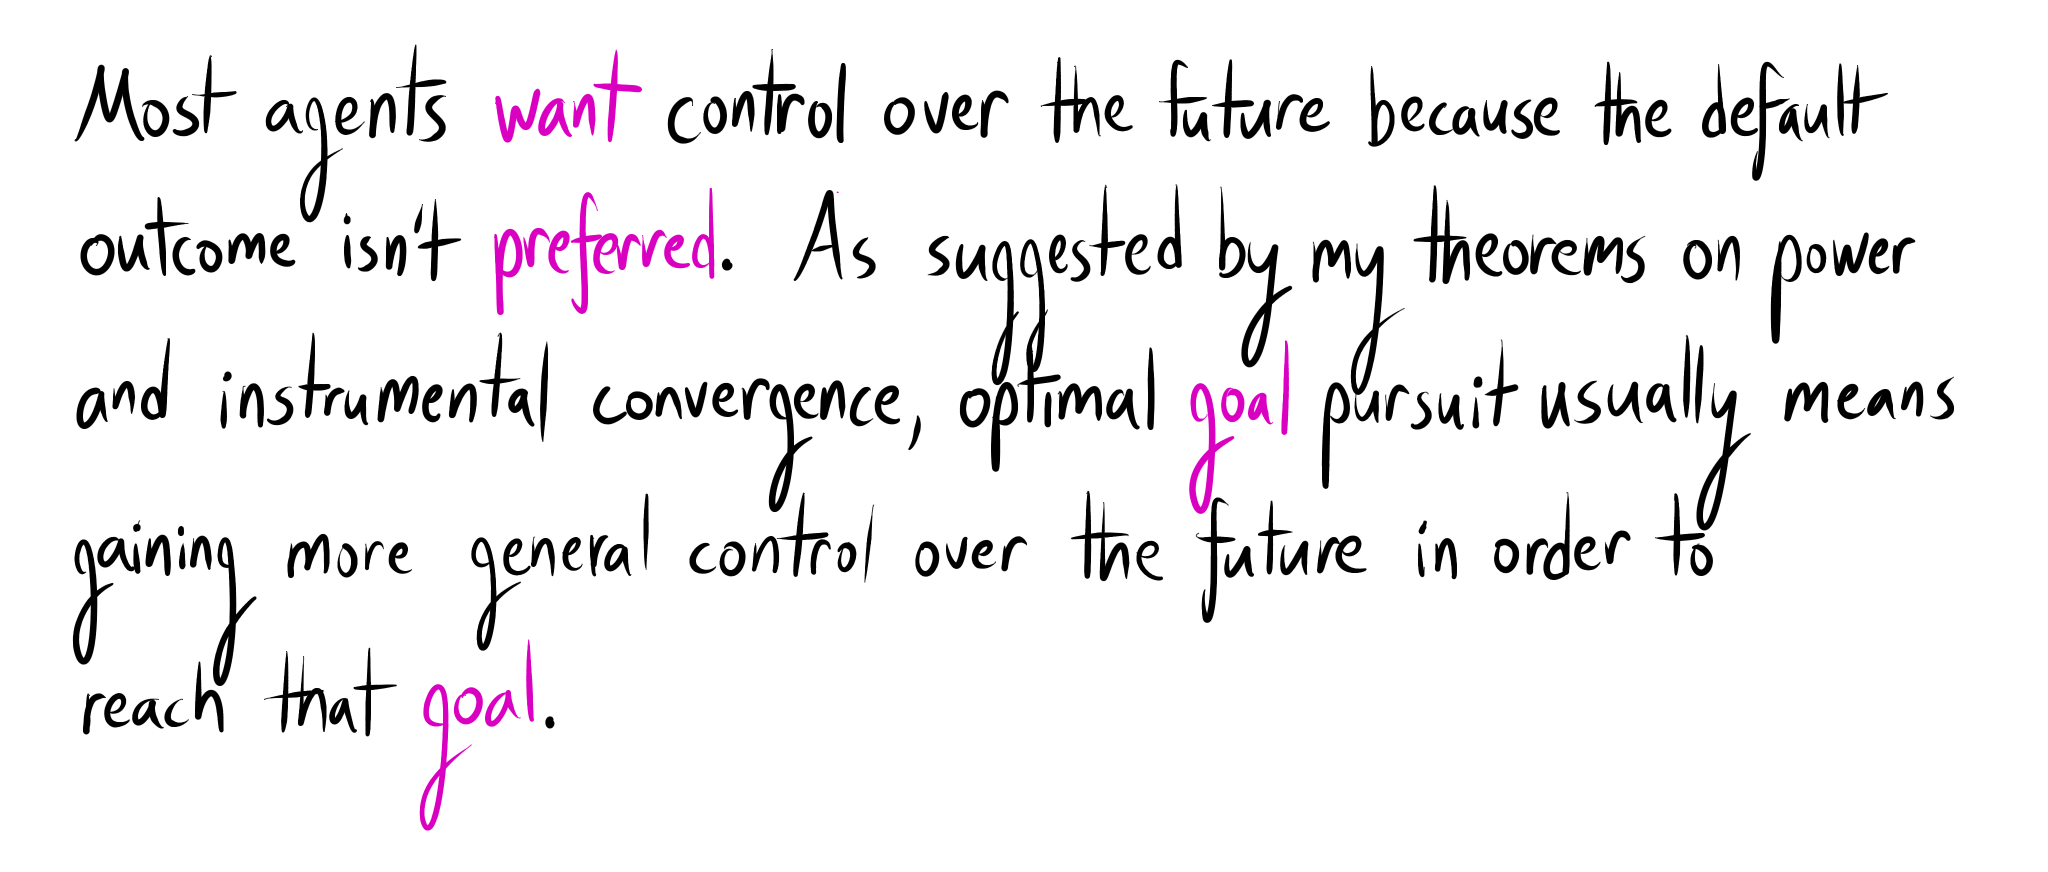 Most agents want control over the future because the default
outcome isn't preferred. As suggested by my theorems on power
and instrumental convergence, optimal goal pursuit usually means
gaining more general control over the future in order to
reach that goal.